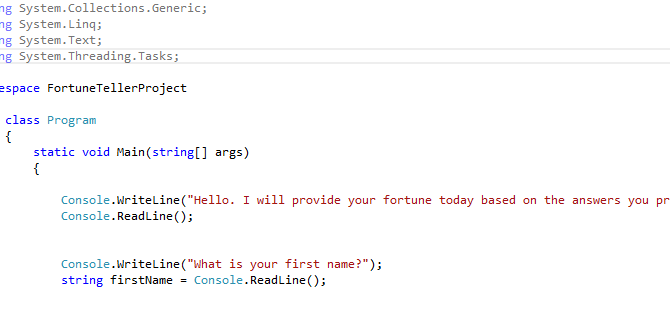 ng System.Collections.Generic;
ng System.Linq;
ng System.Text;
ng System.Threading.Tasks;
espace FortuneTellerProject
class Program
{
static void Main(string[] args)
{
Console.WriteLine("Hello. I will provide your fortune today based on the answers you pr
Console.ReadLine();
Console.WriteLine("What is your first name?");
string firstName = Console.ReadLine();